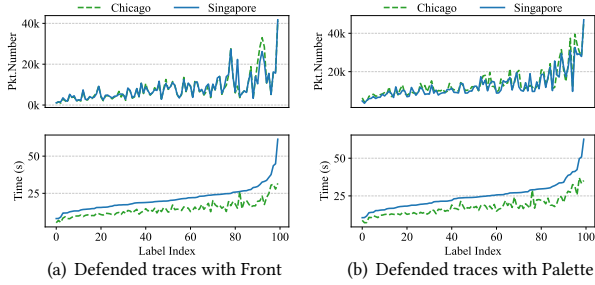 Chicago Singapore
Chicago Singapore
40k
20k
0k
Pkt.Number
40k
20k
Pkt.Number
50
25
Time (s)
50
25
Time (s)
0 20 40 60 80 100
0 20 40 60 80 100
Label Index
Label Index
(a) Defended traces with Front
(b) Defended traces with Palette